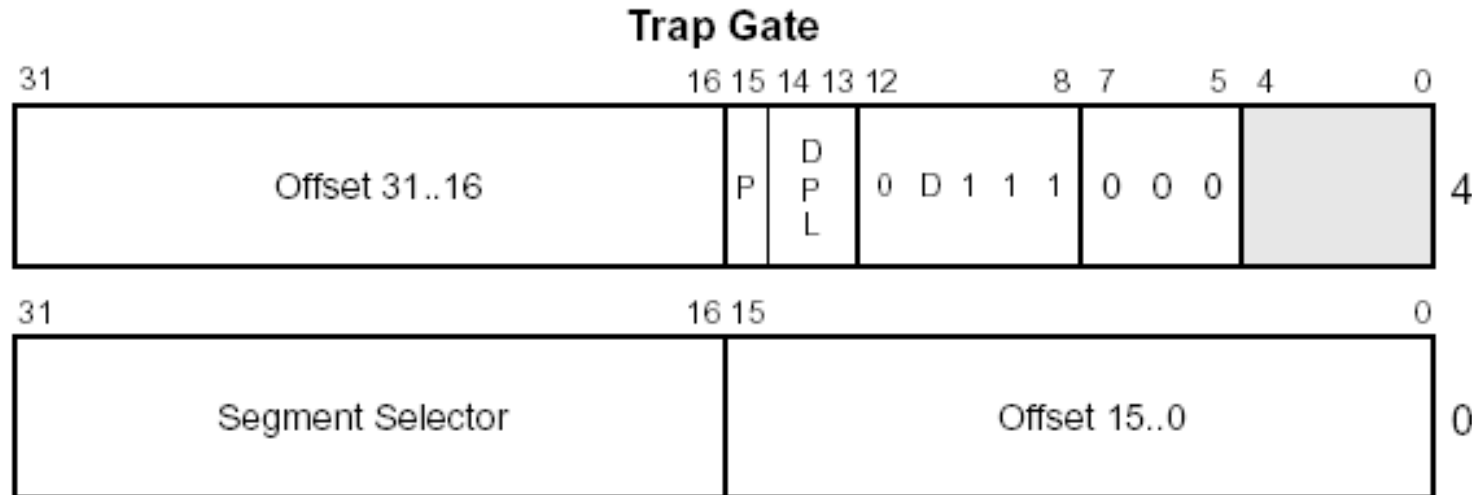 Trap Gate
31 16 15 14 13 12 8 7 5 4 0
Offset 31..16 P DPL 0 D 1 1 1 0 0 0 4
31 16 15 0
Segment Selector Offset 15..0 0